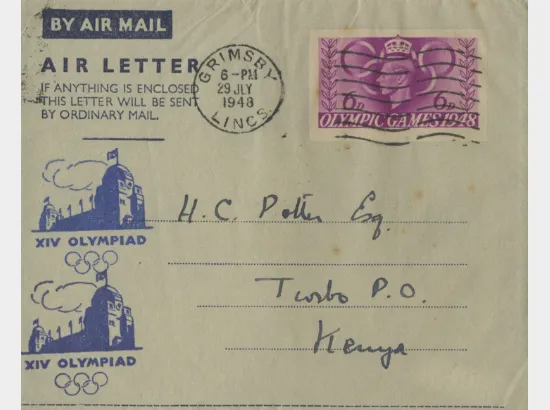 BY AIR MAIL
AIR LETTER
IF ANYTHING IS ENCLOSED
THIS LETTER WILL BE SENT
BY ORDINARY MAIL.
GRIMSBY
6-PM
29 JLY
1948
LINCS.
6D 6D
OLYMPIC GAMES 1948
XIV OLYMPIAD
XIV OLYMPIAD
H. C. Potter Esq.
Turbo P.O.
Kenya